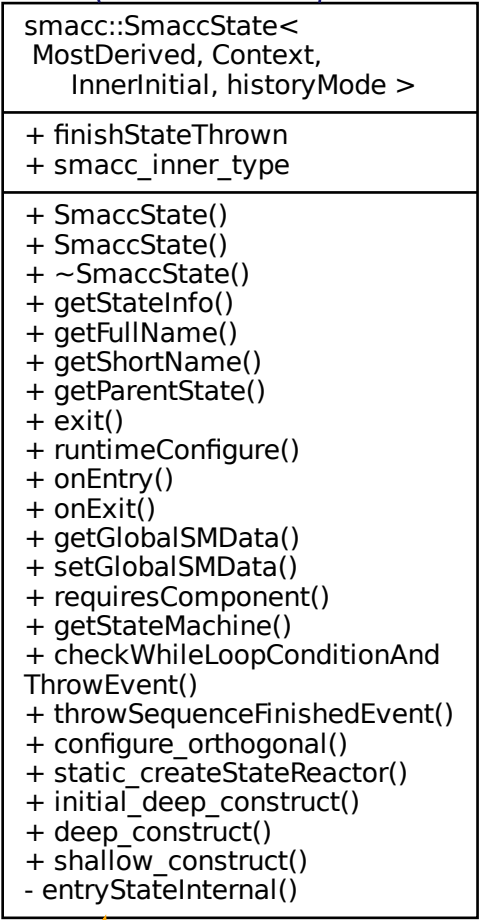 smacc::SmaccState<
MostDerived, Context,
InnerInitial, historyMode >
+ finishStateThrown
+ smacc_inner_type
+ SmaccState()
+ SmaccState()
+ ~SmaccState()
+ getStateInfo()
+ getFullName()
+ getShortName()
+ getParentState()
+ exit()
+ runtimeConfigure()
+ onEntry()
+ onExit()
+ getGlobalSMData()
+ setGlobalSMData()
+ requiresComponent()
+ getStateMachine()
+ checkWhileLoopConditionAnd
ThrowEvent()
+ throwSequenceFinishedEvent()
+ configure_orthogonal()
+ static_createStateReactor()
+ initial_deep_construct()
+ deep_construct()
+ shallow_construct()
- entryStateInternal()